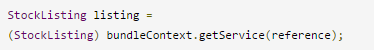 StockListing listing =
(StockListing) bundleContext.getService(reference);